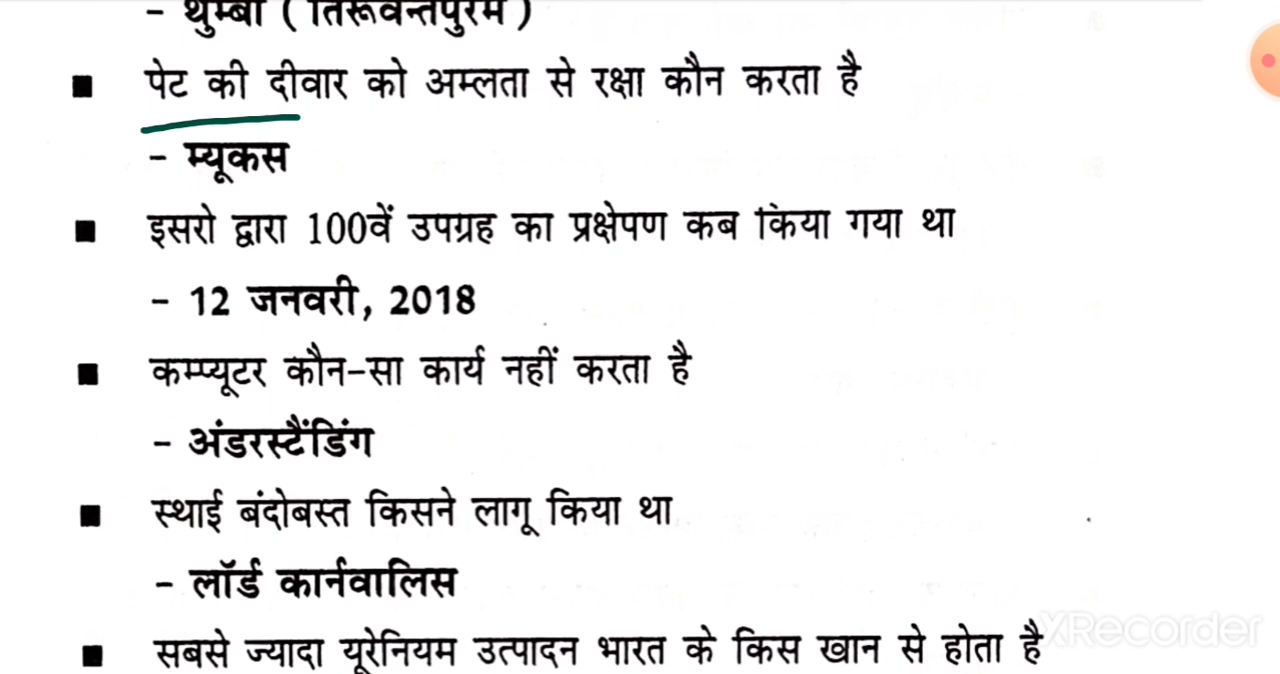 - थुम्बा ( तिरूवन्तपुरम )
■ पेट की दीवार को अम्लता से रक्षा कौन करता है
- म्यूकस
■ इसरो द्वारा 100वें उपग्रह का प्रक्षेपण कब किया गया था
- 12 जनवरी, 2018
■ कम्प्यूटर कौन-सा कार्य नहीं करता है
- अंडरस्टैंडिंग
■ स्थाई बंदोबस्त किसने लागू किया था
- लॉर्ड कार्नवालिस
■ सबसे ज्यादा यूरेनियम उत्पादन भारत के किस खान से होता है
XRecorder